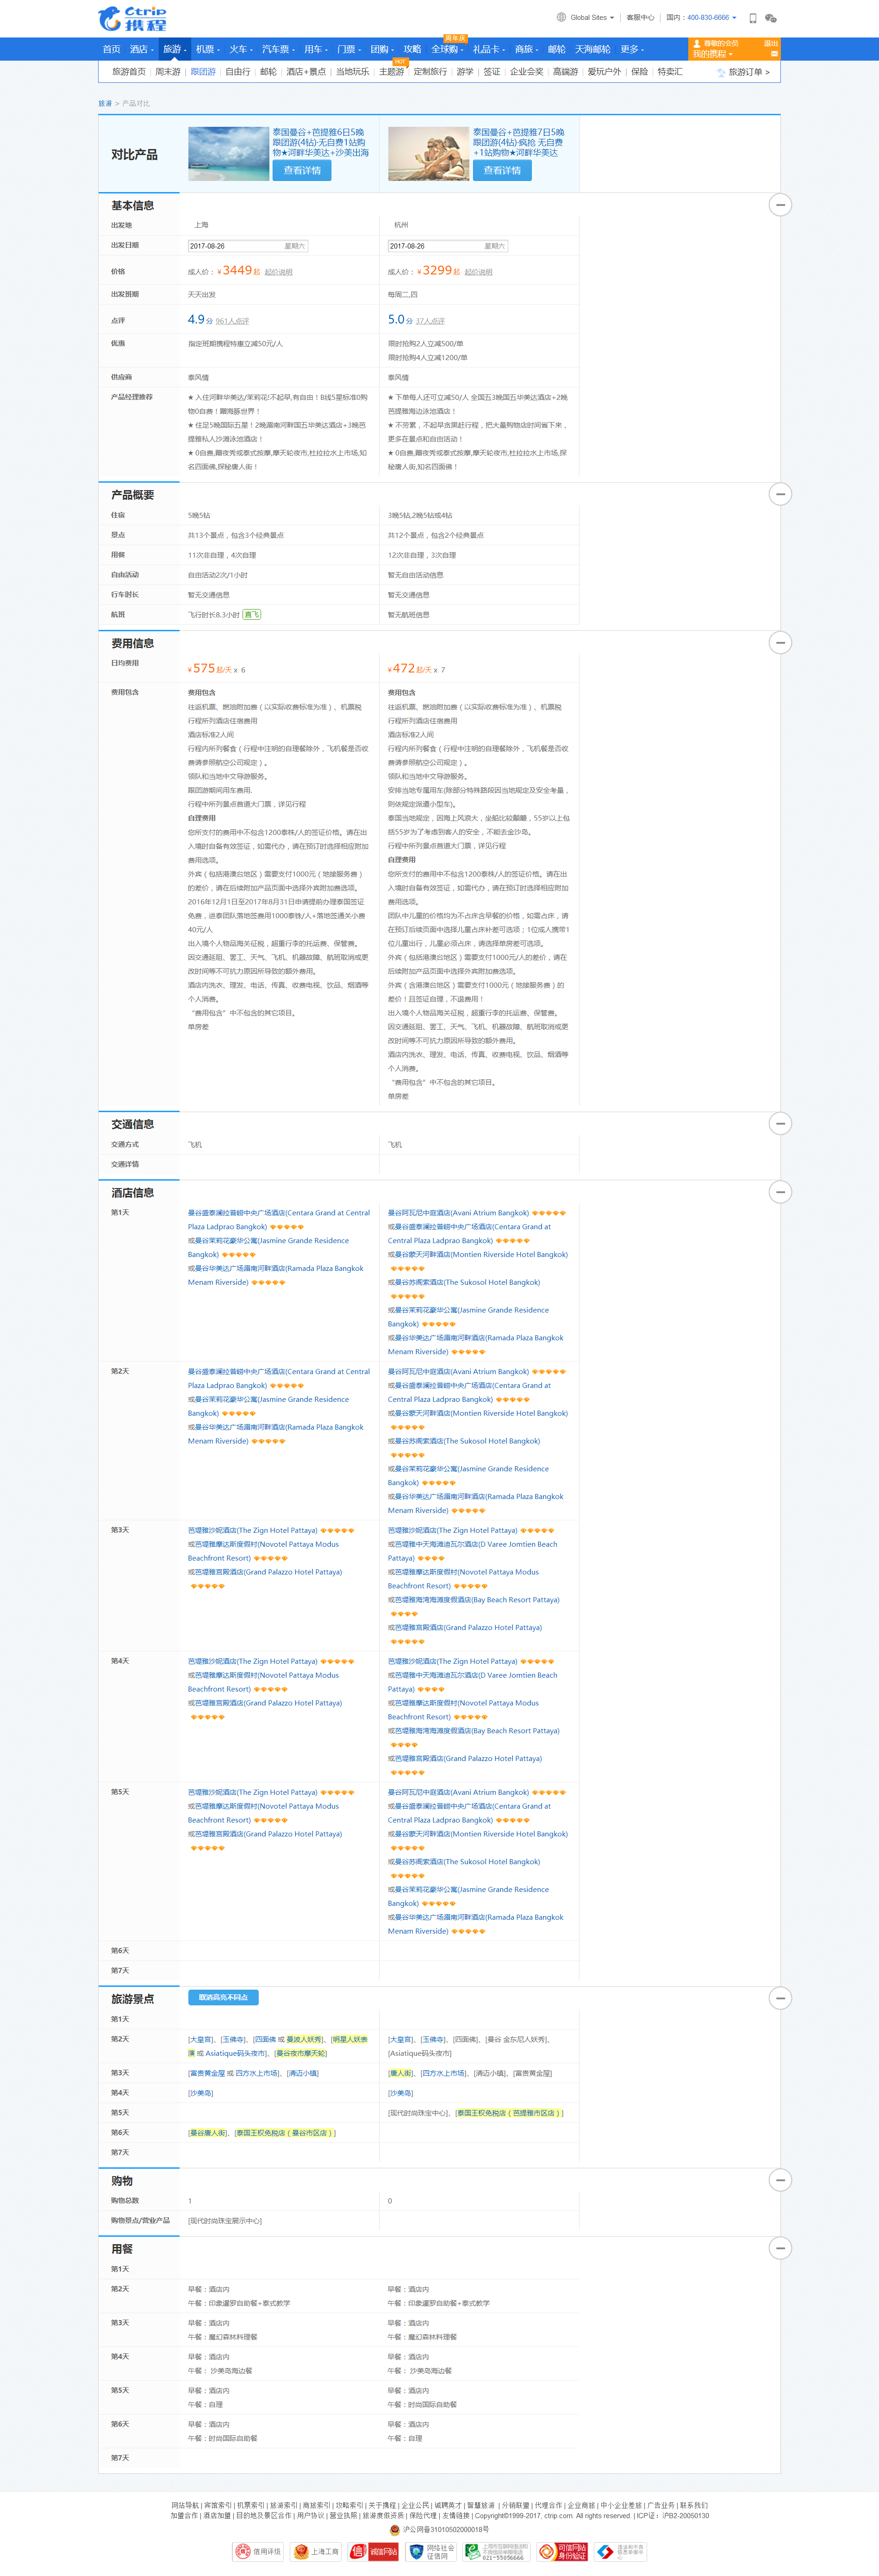 Ctrip 携程
Global Sites
客服中心
国内：400-830-6666
首页 酒店 旅游 机票 火车 汽车票 用车 门票 团购 攻略 全球购 礼品卡 商旅 邮轮 天海邮轮 更多
周年庆
尊敬的会员 退出
我的携程
HOT
旅游首页 | 周末游 | 跟团游 | 自由行 | 邮轮 | 酒店+景点 | 当地玩乐 | 主题游 | 定制旅行 | 游学 | 签证 | 企业会奖 | 高端游 | 爱玩户外 | 保险 | 特卖汇 旅游订单 >
旅游 > 产品对比
对比产品
泰国曼谷+芭提雅6日5晚跟团游(4钻)·无自费1站购物★河畔华美达+沙美出海
查看详情
泰国曼谷+芭提雅7日5晚跟团游(4钻)·疯抢 无自费+1站购物★河畔华美达
查看详情
基本信息
出发地 上海 杭州
出发日期 2017-08-26 星期六 2017-08-26 星期六
价格 成人价：¥3449起 起价说明 成人价：¥3299起 起价说明
出发班期 天天出发 每周二,四
点评 4.9分 961人点评 5.0分 37人点评
优惠 指定班期携程特惠立减50元/人 限时抢购2人立减500/单
限时抢购4人立减1200/单
供应商 泰风情 泰风情
产品经理推荐
★ 入住河畔华美达/茉莉花!不起早,有自由！B线5星标准0购物0自费！蹦海豚世界！
★ 住足5晚国际五星！2晚湄南河畔国五华美达酒店+3晚芭提雅私人沙滩泳池酒店！
★ 0自费,赠夜秀或泰式按摩,摩天轮夜市,杜拉拉水上市场,知名四面佛,探秘唐人街！
★ 下单每人还可立减50/人 全国五3晚国五华美达酒店+2晚芭提雅海边泳池酒店！
★ 不劳累，不起早贪黑赶行程，把大量购物店时间省下来，更多在景点和自由活动！
★ 0自费,赠夜秀或泰式按摩,摩天轮夜市,杜拉拉水上市场,探秘唐人街,知名四面佛！
产品概要
住宿 5晚5钻 3晚5钻,2晚5钻或4钻
景点 共13个景点，包含3个经典景点 共12个景点，包含2个经典景点
用餐 11次非自理，4次自理 12次非自理，3次自理
自由活动 自由活动2次/1小时 暂无自由活动信息
行车时长 暂无交通信息 暂无交通信息
航班 飞行时长8.3小时 直飞 暂无航班信息
费用信息
日均费用 ¥575起/天 x 6 ¥472起/天 x 7
费用包含
费用包含
往返机票、燃油附加费（以实际收费标准为准）、机票税
行程所列酒店住宿费用
酒店标准2人间
行程内所列餐食（行程中注明的自理餐除外，飞机餐是否收费请参照航空公司规定）。
领队和当地中文导游服务。
跟团游期间用车费用.
行程中所列景点首道大门票，详见行程
自理费用
您所支付的费用中不包含1200泰株/人的签证价格。请在出入境时自备有效签证，如需代办，请在预订时选择相应附加费用选项。
外宾（包括港澳台地区）需要支付1000元（地接服务费）的差价，请在后续附加产品页面中选择外宾附加费选项。
2016年12月1日至2017年8月31日申请提前办理泰国签证免费，进泰团队落地签费用1000泰株/人+落地签通关小费40元/人
出入境个人物品海关征税，超重行李的托运费、保管费。
因交通延阻、罢工、天气、飞机、机器故障、航班取消或更改时间等不可抗力原因所导致的额外费用。
酒店内洗衣、理发、电话、传真、收费电视、饮品、烟酒等个人消费。
“费用包含”中不包含的其它项目。
单房差
费用包含
往返机票、燃油附加费（以实际收费标准为准）、机票税
行程所列酒店住宿费用
酒店标准2人间
行程内所列餐食（行程中注明的自理餐除外，飞机餐是否收费请参照航空公司规定）。
领队和当地中文导游服务。
安排当地专属用车(除部分特殊路段因当地规定及安全考量，则依规定派遣小型车)。
泰国当地规定，因海上风浪大，坐船比较颠颤，55岁以上包括55岁为了考虑到客人的安全，不能去金沙岛。
行程中所列景点首道大门票，详见行程
自理费用
您所支付的费用中不包含1200泰株/人的签证价格。请在出入境时自备有效签证，如需代办，请在预订时选择相应附加费用选项。
团队中儿童的价格均为不占床含早餐的价格，如需占床，请在预订后续页面中选择儿童占床补差可选项；1位成人携带1位儿童出行，儿童必须占床，请选择单房差可选项。
外宾（包括港澳台地区）需要支付1000元/人的差价，请在后续附加产品页面中选择外宾附加费选项。
外宾（含港澳台地区）需要支付1000元（地接服务费）的差价！且签证自理，不退费用！
出入境个人物品海关征税，超重行李的托运费、保管费。
因交通延阻、罢工、天气、飞机、机器故障、航班取消或更改时间等不可抗力原因所导致的额外费用。
酒店内洗衣、理发、电话、传真、收费电视、饮品、烟酒等个人消费。
“费用包含”中不包含的其它项目。
单房差
交通信息
交通方式 飞机 飞机
交通详情
酒店信息
第1天
曼谷盛泰澜拉普崂中央广场酒店(Centara Grand at Central Plaza Ladprao Bangkok)
或曼谷茉莉花豪华公寓(Jasmine Grande Residence Bangkok)
或曼谷华美达广场湄南河畔酒店(Ramada Plaza Bangkok Menam Riverside)
曼谷阿瓦尼中庭酒店(Avani Atrium Bangkok)
或曼谷盛泰澜拉普崂中央广场酒店(Centara Grand at Central Plaza Ladprao Bangkok)
或曼谷蒙天河畔酒店(Montien Riverside Hotel Bangkok)
或曼谷苏阁索酒店(The Sukosol Hotel Bangkok)
或曼谷茉莉花豪华公寓(Jasmine Grande Residence Bangkok)
或曼谷华美达广场湄南河畔酒店(Ramada Plaza Bangkok Menam Riverside)
第2天
曼谷盛泰澜拉普崂中央广场酒店(Centara Grand at Central Plaza Ladprao Bangkok)
或曼谷茉莉花豪华公寓(Jasmine Grande Residence Bangkok)
或曼谷华美达广场湄南河畔酒店(Ramada Plaza Bangkok Menam Riverside)
曼谷阿瓦尼中庭酒店(Avani Atrium Bangkok)
或曼谷盛泰澜拉普崂中央广场酒店(Centara Grand at Central Plaza Ladprao Bangkok)
或曼谷蒙天河畔酒店(Montien Riverside Hotel Bangkok)
或曼谷苏阁索酒店(The Sukosol Hotel Bangkok)
或曼谷茉莉花豪华公寓(Jasmine Grande Residence Bangkok)
或曼谷华美达广场湄南河畔酒店(Ramada Plaza Bangkok Menam Riverside)
第3天
芭堤雅沙妮酒店(The Zign Hotel Pattaya)
或芭堤雅摩达斯度假村(Novotel Pattaya Modus Beachfront Resort)
或芭堤雅宫殿酒店(Grand Palazzo Hotel Pattaya)
芭堤雅沙妮酒店(The Zign Hotel Pattaya)
或芭堤雅中天海滩迪瓦尔酒店(D Varee Jomtien Beach Pattaya)
或芭堤雅摩达斯度假村(Novotel Pattaya Modus Beachfront Resort)
或芭堤雅海湾海滩度假酒店(Bay Beach Resort Pattaya)
或芭堤雅宫殿酒店(Grand Palazzo Hotel Pattaya)
第4天
芭堤雅沙妮酒店(The Zign Hotel Pattaya)
或芭堤雅摩达斯度假村(Novotel Pattaya Modus Beachfront Resort)
或芭堤雅宫殿酒店(Grand Palazzo Hotel Pattaya)
芭堤雅沙妮酒店(The Zign Hotel Pattaya)
或芭堤雅中天海滩迪瓦尔酒店(D Varee Jomtien Beach Pattaya)
或芭堤雅摩达斯度假村(Novotel Pattaya Modus Beachfront Resort)
或芭堤雅海湾海滩度假酒店(Bay Beach Resort Pattaya)
或芭堤雅宫殿酒店(Grand Palazzo Hotel Pattaya)
第5天
芭堤雅沙妮酒店(The Zign Hotel Pattaya)
或芭堤雅摩达斯度假村(Novotel Pattaya Modus Beachfront Resort)
或芭堤雅宫殿酒店(Grand Palazzo Hotel Pattaya)
曼谷阿瓦尼中庭酒店(Avani Atrium Bangkok)
或曼谷盛泰澜拉普崂中央广场酒店(Centara Grand at Central Plaza Ladprao Bangkok)
或曼谷蒙天河畔酒店(Montien Riverside Hotel Bangkok)
或曼谷苏阁索酒店(The Sukosol Hotel Bangkok)
或曼谷茉莉花豪华公寓(Jasmine Grande Residence Bangkok)
或曼谷华美达广场湄南河畔酒店(Ramada Plaza Bangkok Menam Riverside)
第6天
第7天
旅游景点 取消高亮不同点
第1天
第2天
[大皇宫]、[玉佛寺]、[四面佛 或 曼波人妖秀]、[明星人妖表演 或 Asiatique码头夜市]、[曼谷夜市摩天轮]
[大皇宫]、[玉佛寺]、[四面佛]、[曼谷 金东尼人妖秀]、[Asiatique码头夜市]
第3天 [富贵黄金屋 或 四方水上市场]、[清迈小镇] [唐人街]、[四方水上市场]、[清迈小镇]、[富贵黄金屋]
第4天 [沙美岛] [沙美岛]
第5天 [现代时尚珠宝中心]、[泰国王权免税店（芭提雅市区店）]
第6天 [曼谷唐人街]、[泰国王权免税店（曼谷市区店）]
第7天
购物
购物总数 1 0
购物景点/营业产品 [现代时尚珠宝展示中心]
用餐
第1天
第2天 早餐：酒店内 早餐：酒店内
午餐：印象暹罗自助餐+泰式教学 午餐：印象暹罗自助餐+泰式教学
第3天 早餐：酒店内 早餐：酒店内
午餐：魔幻森林料理餐 午餐：魔幻森林料理餐
第4天 早餐：酒店内 早餐：酒店内
午餐： 沙美岛海边餐 午餐： 沙美岛海边餐
第5天 早餐：酒店内 早餐：酒店内
午餐：自理 午餐：时尚国际自助餐
第6天 早餐：酒店内 早餐：酒店内
午餐：时尚国际自助餐 午餐：自理
第7天
网站导航 | 宾馆索引 | 机票索引 | 旅游索引 | 商旅索引 | 攻略索引 | 关于携程 | 企业公民 | 诚聘英才 | 智慧旅游 | 分销联盟 | 代理合作 | 企业商旅 | 中小企业差旅 | 广告业务 | 联系我们
加盟合作 | 酒店加盟 | 目的地及景区合作 | 用户协议 | 营业执照 | 旅游度假资质 | 保险代理 | 友情链接 | Copyright©1999-2017, ctrip.com. All rights reserved. | ICP证：沪B2-20050130
沪公网备31010502000018号
信用评估
上海工商
诚信网站
网络社会征信网
021-55056666
可信网站身份验证